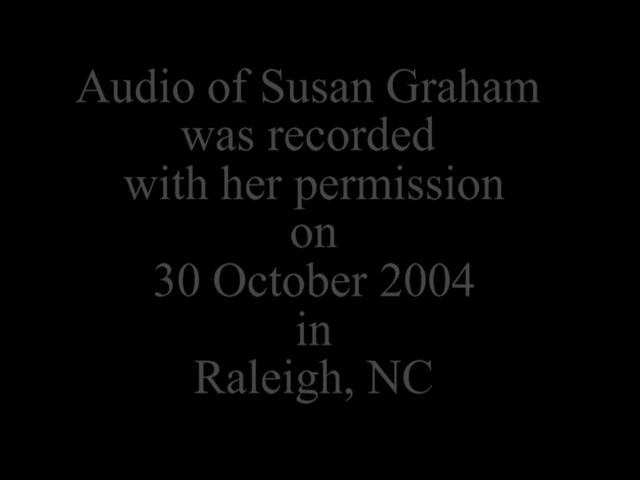 Audio of Susan Graham
was recorded
with her permission
on
30 October 2004
in
Raleigh, NC